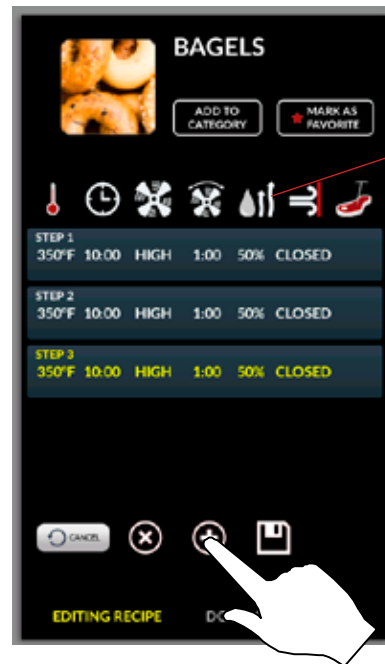 BAGELS
ADD TO
CATEGORY
MARK AS
FAVORITE
STEP 1
350°F 10:00 HIGH 1:00 50% CLOSED
STEP 2
350°F 10:00 HIGH 1:00 50% CLOSED
STEP 3
350°F 10:00 HIGH 1:00 50% CLOSED
CANCEL
EDITING RECIPE